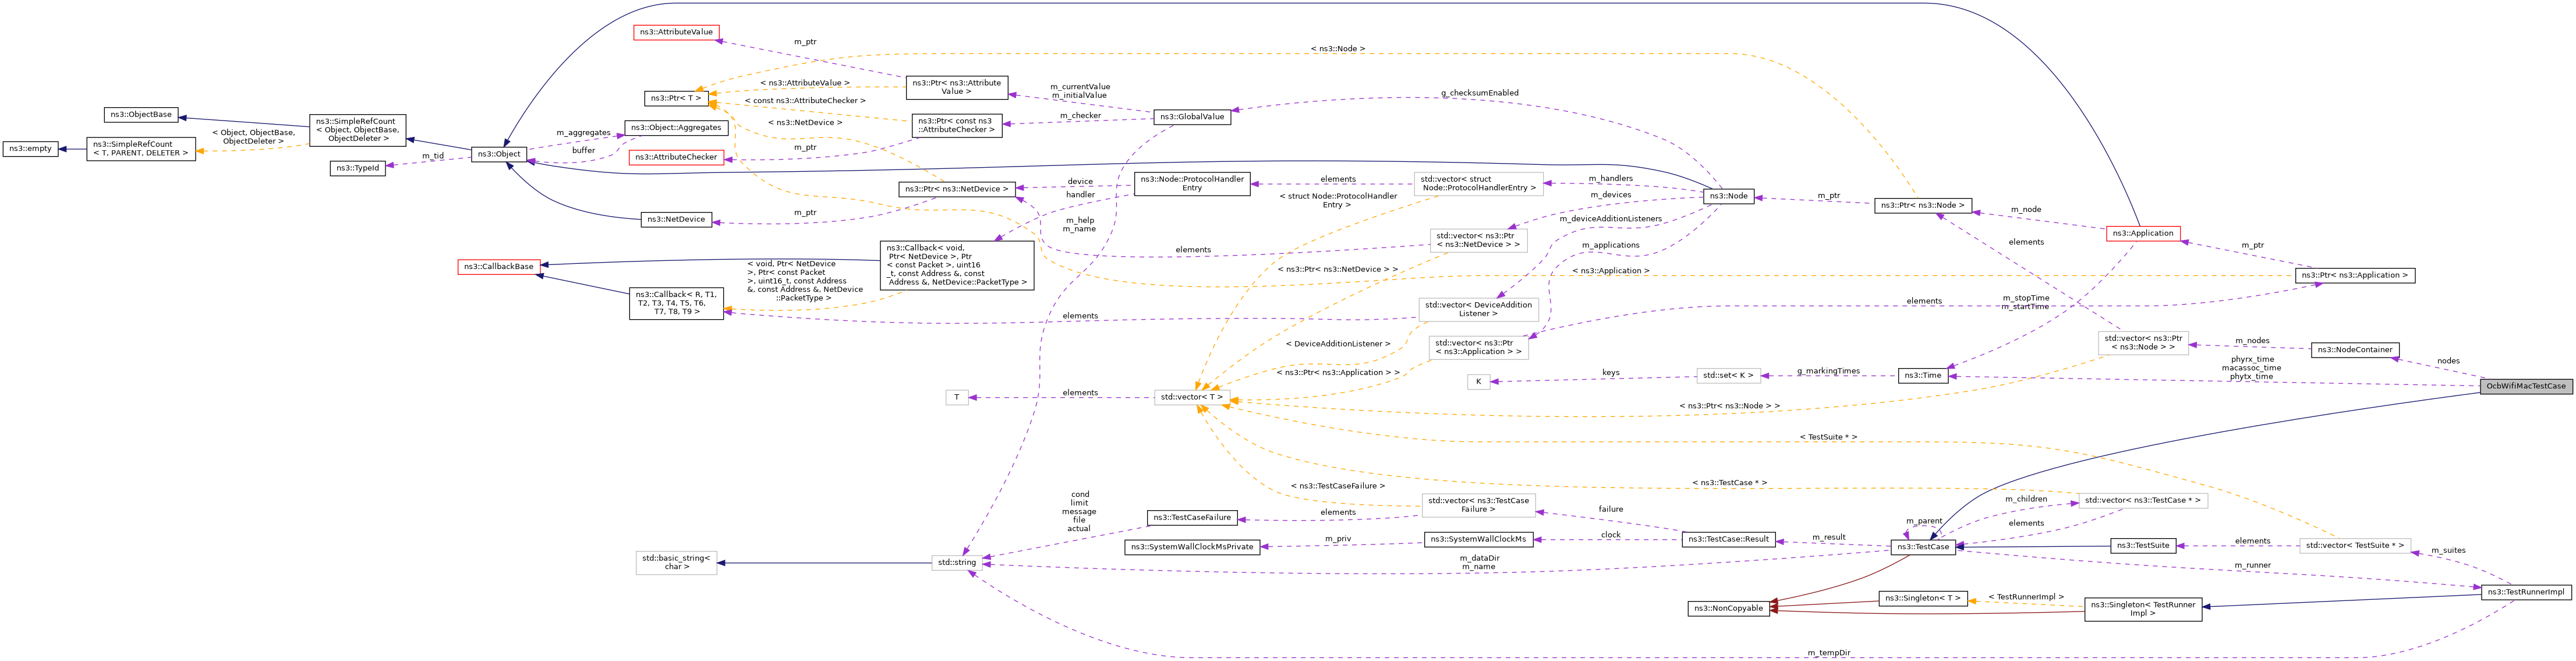 ns3::AttributeValue
m_ptr
< ns3::Node >
ns3::Ptr< ns3::Attribute
Value >
< ns3::AttributeValue >
m_currentValue
m_initialValue
g_checksumEnabled
ns3::Ptr< T >
< const ns3::AttributeChecker >
ns3::ObjectBase
ns3::SimpleRefCount
< Object, ObjectBase,
ObjectDeleter >
ns3::Object::Aggregates
m_aggregates
< ns3::NetDevice >
ns3::Ptr< const ns3
::AttributeChecker >
m_checker
ns3::GlobalValue
< Object, ObjectBase,
ObjectDeleter >
ns3::empty
ns3::SimpleRefCount
< T, PARENT, DELETER >
ns3::TypeId
m_tid
ns3::Object
buffer
ns3::AttributeChecker
m_ptr
ns3::Ptr< ns3::NetDevice >
device
handler
ns3::Node::ProtocolHandler
Entry
elements
std::vector< struct
Node::ProtocolHandlerEntry >
m_handlers
m_devices
ns3::Node
m_ptr
ns3::Ptr< ns3::Node >
m_node
ns3::Application
m_ptr
ns3::Ptr< ns3::Application >
ns3::NetDevice
m_ptr
m_help
m_name
< struct Node::ProtocolHandler
Entry >
m_deviceAdditionListeners
m_applications
elements
std::vector< ns3::Ptr
< ns3::NetDevice > >
elements
ns3::CallbackBase
ns3::Callback< void,
Ptr< NetDevice >, Ptr
< const Packet >, uint16
_t, const Address &, const
Address &, NetDevice::PacketType >
< void, Ptr< NetDevice
>, Ptr< const Packet
>, uint16_t, const Address
&, const Address &, NetDevice
::PacketType >
ns3::Callback< R, T1,
T2, T3, T4, T5, T6,
T7, T8, T9 >
< ns3::Ptr< ns3::NetDevice > >
< ns3::Application >
elements
std::vector< DeviceAddition
Listener >
elements
m_stopTime
m_startTime
< DeviceAdditionListener >
std::vector< ns3::Ptr
< ns3::Application > >
< ns3::Ptr< ns3::Application > >
std::vector< ns3::Ptr
< ns3::Node > >
m_nodes
ns3::NodeContainer
nodes
phyrx_time
macassoc_time
phytx_time
OcbWifiMacTestCase
K
keys
std::set< K >
g_markingTimes
ns3::Time
T
elements
std::vector< T >
< ns3::Ptr< ns3::Node > >
< TestSuite * >
< ns3::TestCaseFailure >
< ns3::TestCase * >
cond
limit
message
file
actual
ns3::TestCaseFailure
elements
std::vector< ns3::TestCase
Failure >
failure
m_children
elements
std::vector< ns3::TestCase * >
m_parent
std::basic_string<
char >
std::string
ns3::SystemWallClockMsPrivate
m_priv
ns3::SystemWallClockMs
clock
ns3::TestCase::Result
m_result
ns3::TestCase
ns3::TestSuite
elements
std::vector< TestSuite * >
m_suites
m_dataDir
m_name
m_runner
ns3::TestRunnerImpl
ns3::NonCopyable
ns3::Singleton< T >
< TestRunnerImpl >
ns3::Singleton< TestRunner
Impl >
m_tempDir